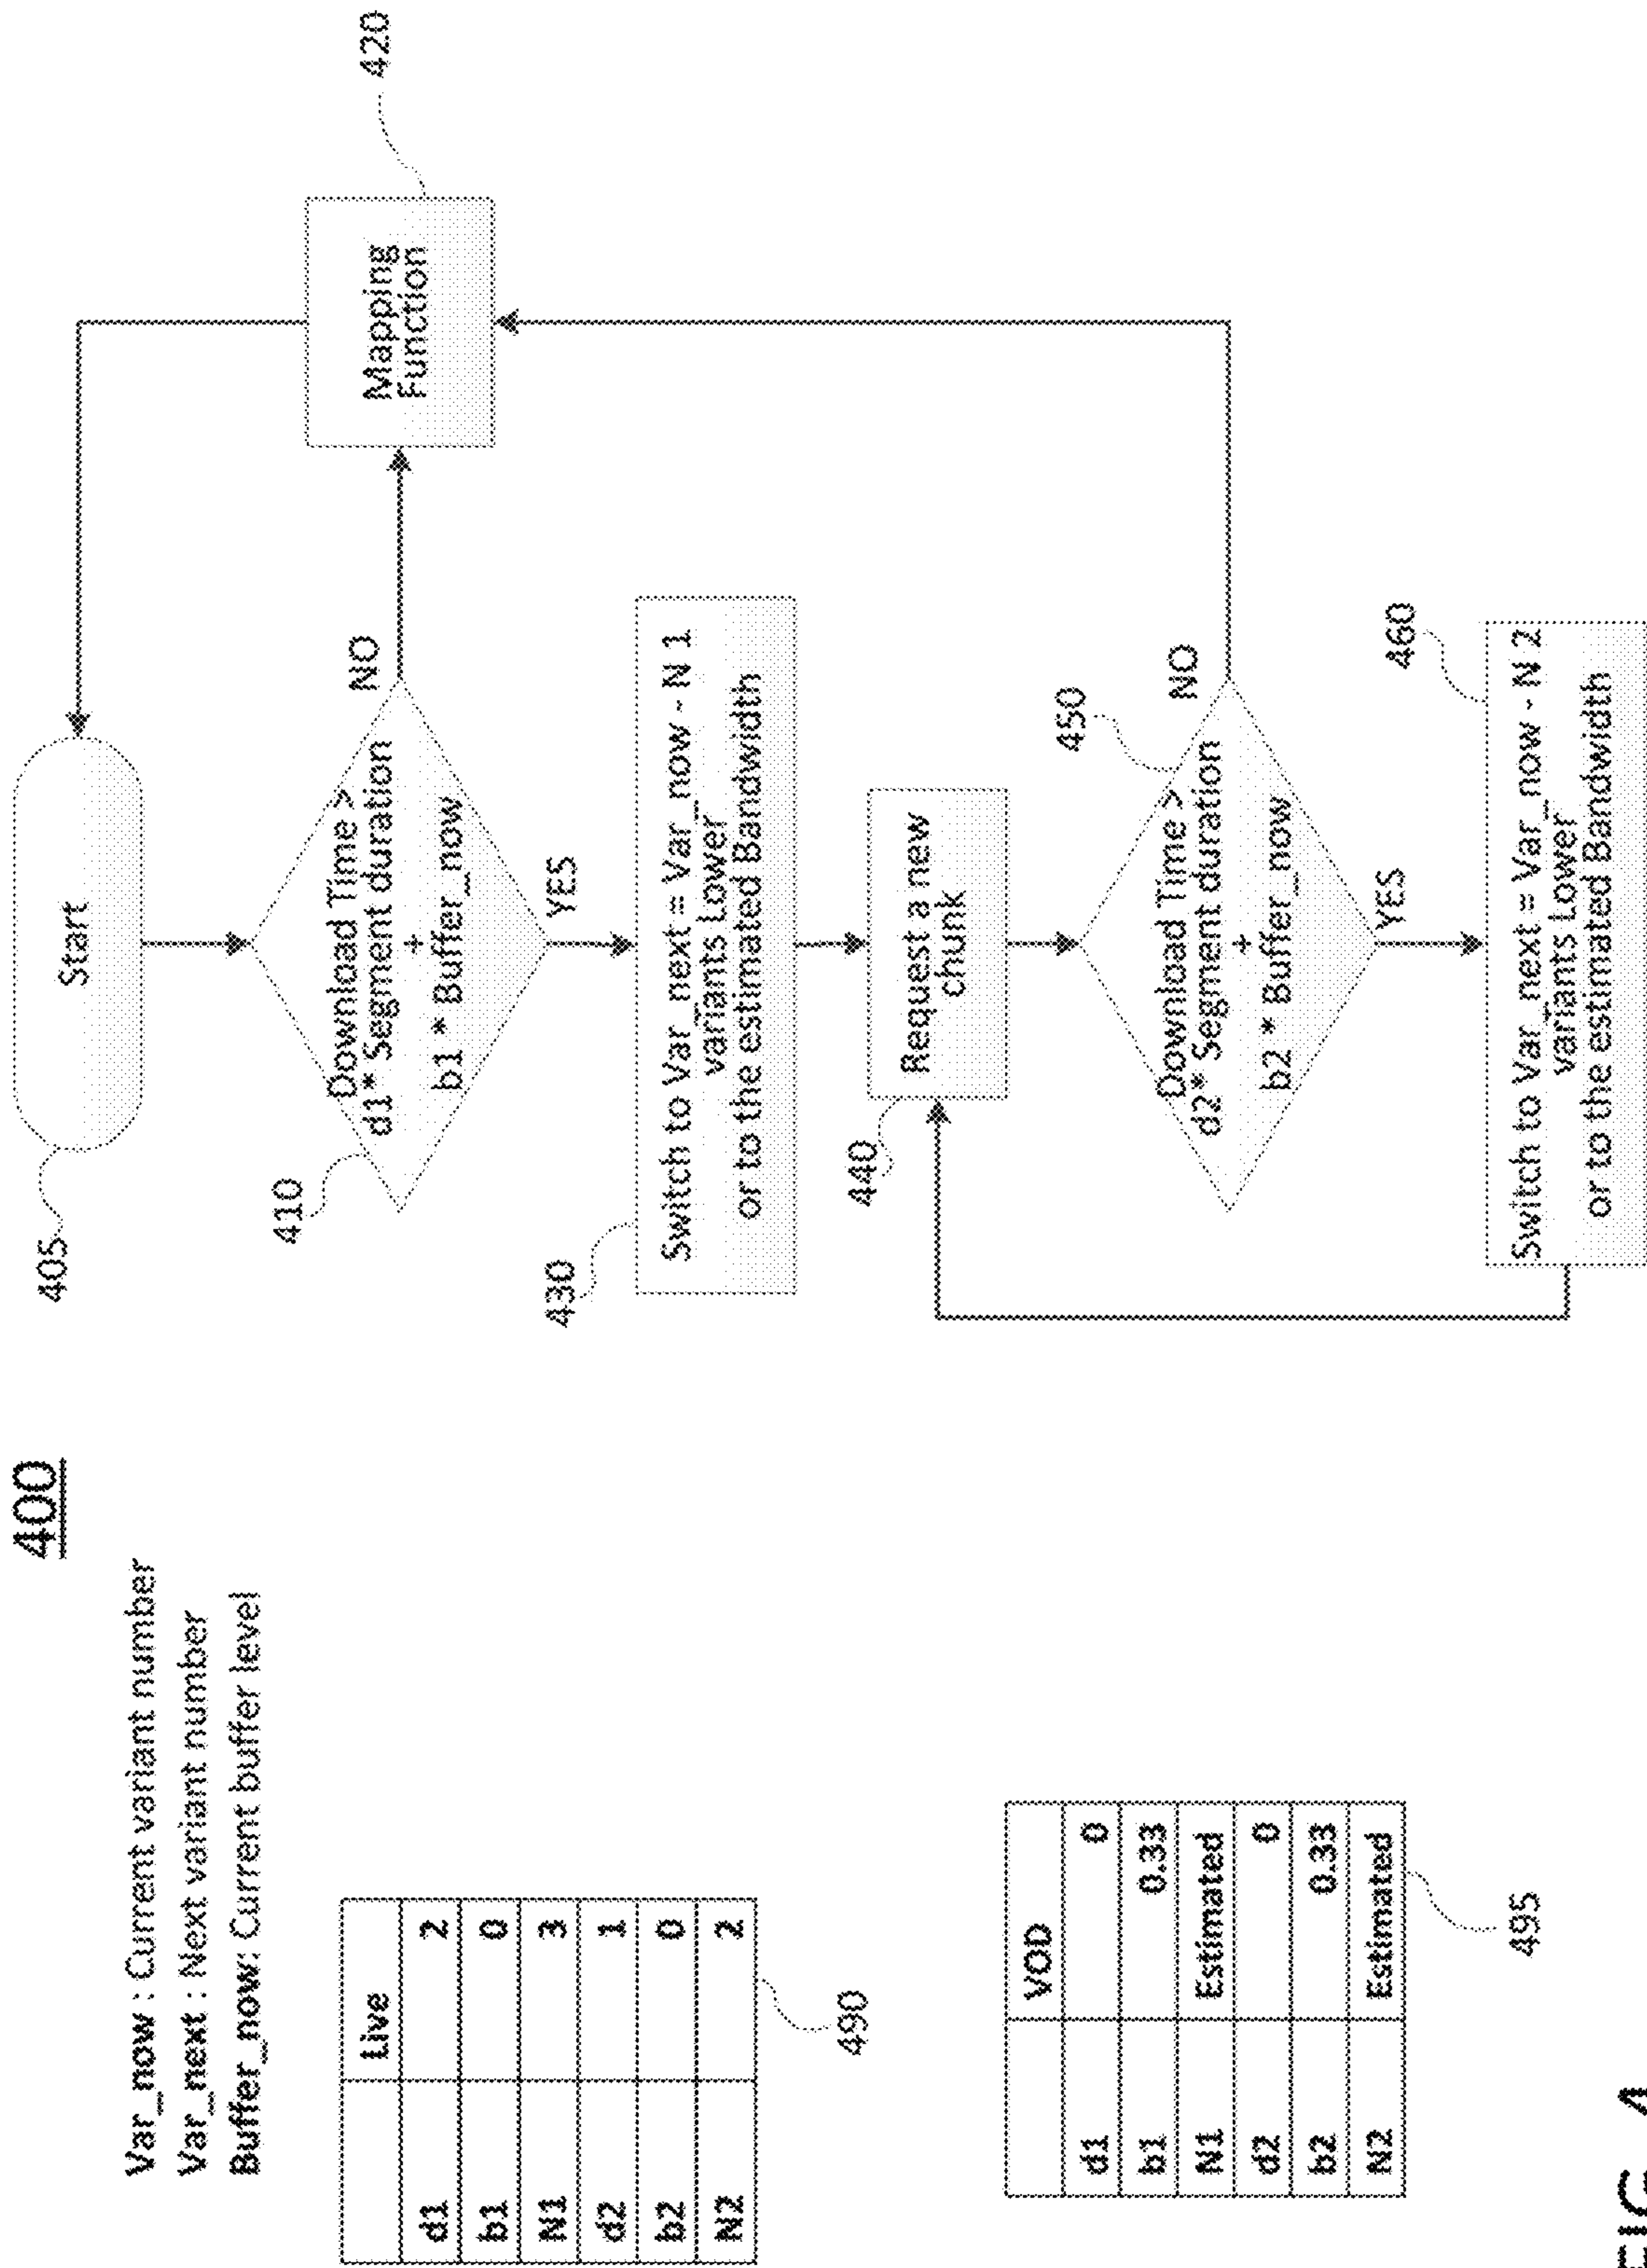 400
Var_now : Current variant number
Var_next : Next variant number
Buffer_now: Current buffer level
Live
d1 2
b1 0
N1 3
d2 1
b2 0
N2 2
490
VOD
d1 0
b1 0.33
N1 Estimated
d2 0
b2 0.33
N2 Estimated
495
405
Start
410
Download Time >
d1* Segment duration
+
b1 * Buffer_now
NO
YES
Mapping
Function
420
430
Switch to Var_next = Var_now - N 1
variants Lower
or to the estimated Bandwidth
440
Request a new
chunk
450
Download Time >
d2* Segment duration
+
b2 * Buffer_now
NO
YES
460
Switch to Var_next = Var_now - N 2
variants Lower
or to the estimated Bandwidth
FIG. 4